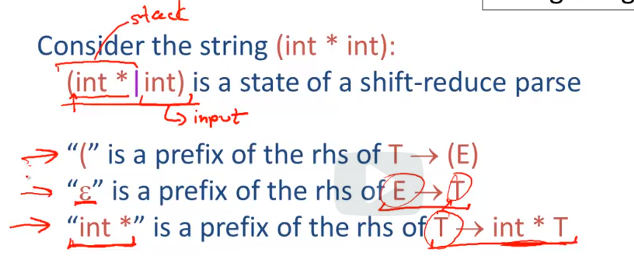 stack
Consider the string (int * int):
(int * | int) is a state of a shift-reduce parse
input
“(” is a prefix of the rhs of T → (E)
“ε” is a prefix of the rhs of E → T
“int *” is a prefix of the rhs of T → int * T